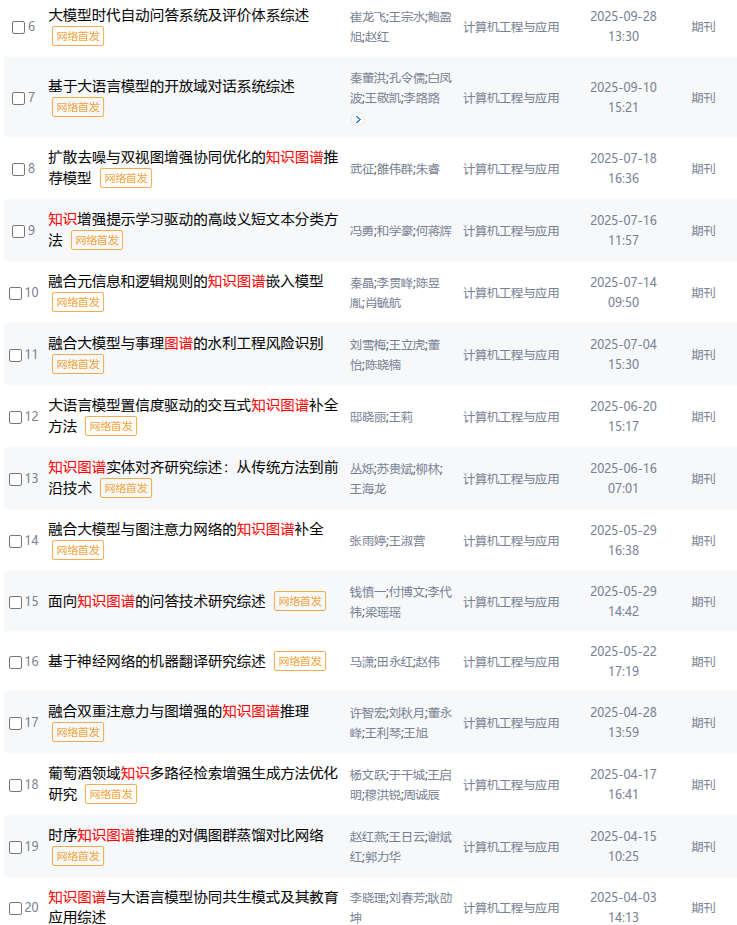 6 大模型时代自动问答系统及评价体系综述 崔龙飞;王宗水;鲍盈 计算机工程与应用 2025-09-28 期刊
网络首发 旭;赵红 13:30
7 基于大语言模型的开放域对话系统综述 秦董洪;孔令儒;白凤 计算机工程与应用 2025-09-10 期刊
网络首发 波;王敬凯;李路路 15:21
8 扩散去噪与双视图增强协同优化的知识图谱推 武征;雒伟群;朱睿 计算机工程与应用 2025-07-18 期刊
荐模型 网络首发 16:36
9 知识增强提示学习驱动的高歧义短文本分类方 冯勇;和学豪;何蒋辉 计算机工程与应用 2025-07-16 期刊
法 网络首发 11:57
10 融合元信息和逻辑规则的知识图谱嵌入模型 秦晶;李贯峰;陈昱 计算机工程与应用 2025-07-14 期刊
网络首发 胤;肖毓航 09:50
11 融合大模型与事理图谱的水利工程风险识别 刘雪梅;王立虎;董 计算机工程与应用 2025-07-04 期刊
网络首发 怡;陈晓楠 15:30
12 大语言模型置信度驱动的交互式知识图谱补全 邸晓丽;王莉 计算机工程与应用 2025-06-20 期刊
方法 网络首发 15:17
13 知识图谱实体对齐研究综述：从传统方法到前 丛烁;苏贵斌;柳林; 计算机工程与应用 2025-06-16 期刊
沿技术 网络首发 王海龙 07:01
14 融合大模型与图注意力网络的知识图谱补全 张雨婷;王淑营 计算机工程与应用 2025-05-29 期刊
网络首发 16:38
15 面向知识图谱的问答技术研究综述 网络首发 钱慎一;付博文;李代 计算机工程与应用 2025-05-29 期刊
祎;梁瑶瑶 14:42
16 基于神经网络的机器翻译研究综述 网络首发 马潇;田永红;赵伟 计算机工程与应用 2025-05-22 期刊
17:19
17 融合双重注意力与图增强的知识图谱推理 许智宏;刘秋月;董永 计算机工程与应用 2025-04-28 期刊
网络首发 峰;王利琴;王旭 13:59
18 葡萄酒领域知识多路径检索增强生成方法优化 杨文跃;于千城;王启 计算机工程与应用 2025-04-17 期刊
研究 网络首发 明;穆洪锐;周诚辰 16:41
19 时序知识图谱推理的对偶图群蒸馏对比网络 赵红燕;王日云;谢斌 计算机工程与应用 2025-04-15 期刊
网络首发 红;郭力华 10:25
20 知识图谱与大语言模型协同共生模式及其教育 李晓理;刘春芳;耿劭 计算机工程与应用 2025-04-03 期刊
应用综述 坤 14:13